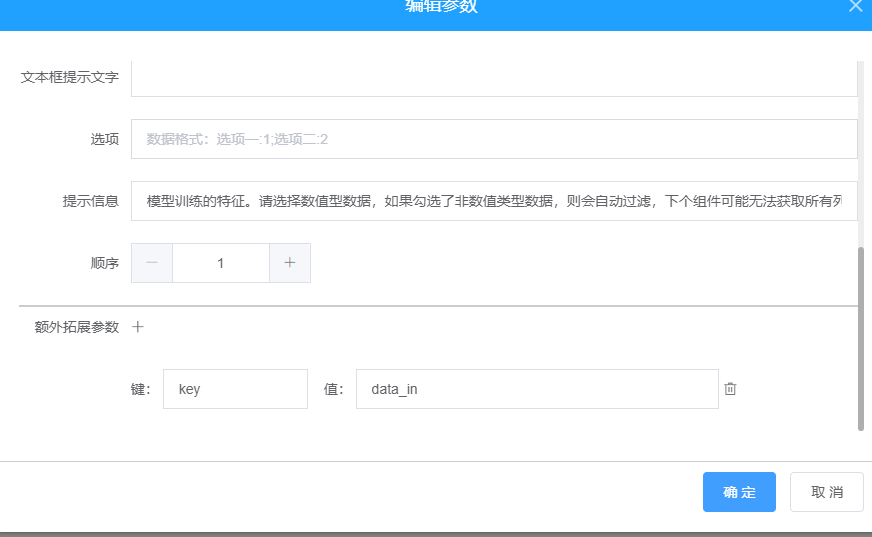 编辑参数
文本框提示文字
选项 数据格式：选项一:1;选项二:2
提示信息 模型训练的特征。请选择数值型数据，如果勾选了非数值类型数据，则会自动过滤，下个组件可能无法获取所有列
顺序 1
额外拓展参数
键： key 值： data_in
确 定 取 消